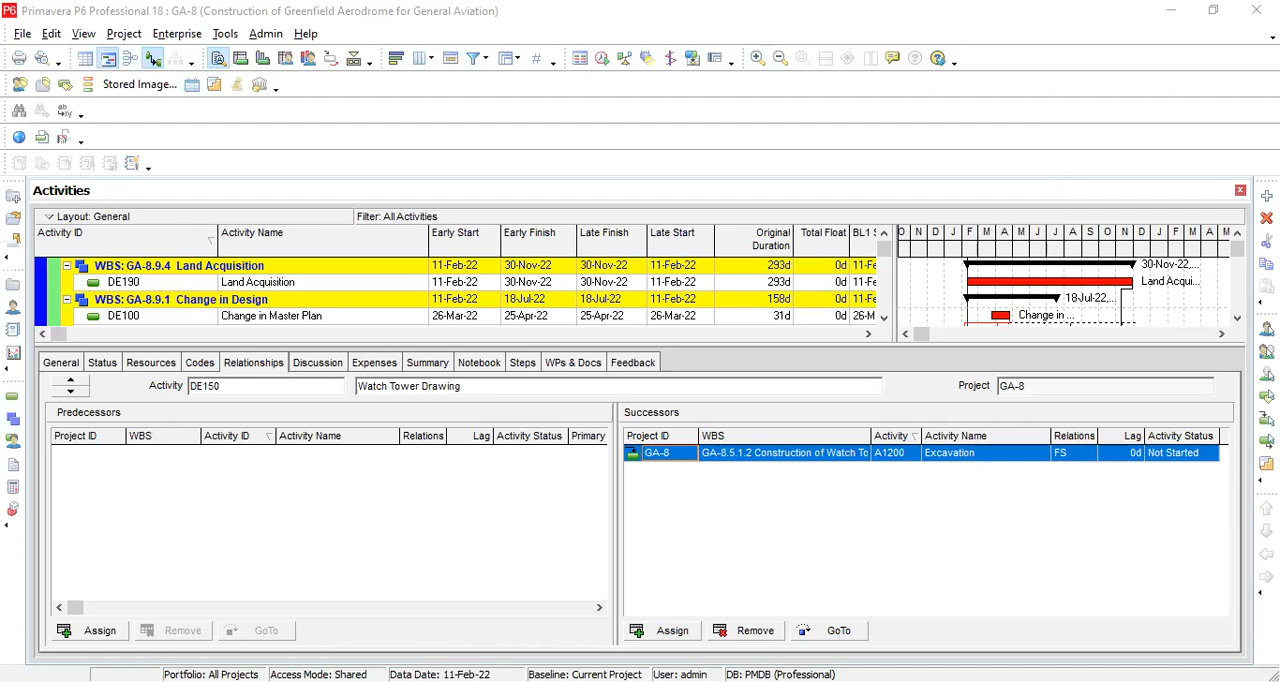 Primavera P6 Professional 18 : GA-8 (Construction of Greenfield Aerodrome for General Aviation)
File Edit View Project Enterprise Tools Admin Help
Stored Image...
Activities
Layout: General Filter: All Activities
Activity ID Activity Name Early Start Early Finish Late Finish Late Start Original Duration Total Float BL1 S O N D J F M A M J J A S O N D J F M A M
WBS: GA-8.9.4 Land Acquisition 11-Feb-22 30-Nov-22 30-Nov-22 11-Feb-22 293d 0d 11-Fe 30-Nov-22,...
DE190 Land Acquisition 11-Feb-22 30-Nov-22 30-Nov-22 11-Feb-22 293d 0d 11-Fe Land Acqui...
WBS: GA-8.9.1 Change in Design 11-Feb-22 18-Jul-22 18-Jul-22 11-Feb-22 158d 0d 11-Fe 18-Jul-22,...
DE100 Change in Master Plan 26-Mar-22 25-Apr-22 25-Apr-22 26-Mar-22 31d 0d 26-M Change in ...
General Status Resources Codes Relationships Discussion Expenses Summary Notebook Steps WPs & Docs Feedback
Activity DE150 Watch Tower Drawing Project GA-8
Predecessors Successors
Project ID WBS Activity ID Activity Name Relations Lag Activity Status Primary Project ID WBS Activity Activity Name Relations Lag Activity Status
GA-8 GA-8.5.1.2 Construction of Watch To A1200 Excavation FS 0d Not Started
Assign Remove GoTo Assign Remove GoTo
Portfolio: All Projects Access Mode: Shared Data Date: 11-Feb-22 Baseline: Current Project User: admin DB: PMDB (Professional)